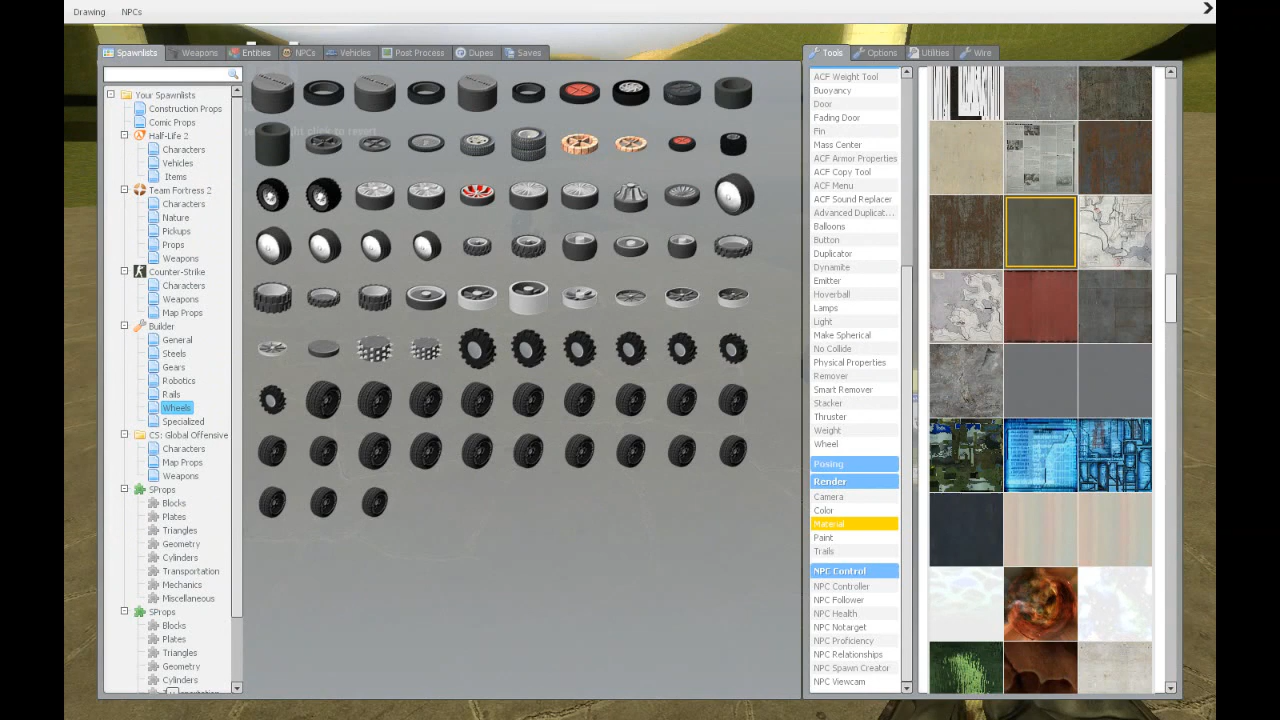 Drawing NPCs
Spawnlists Weapons Entities NPCs Vehicles Post Process Dupes Saves
Your Spawnlists
Construction Props
Comic Props
Half-Life 2
Characters
Vehicles
Items
Team Fortress 2
Characters
Nature
Pickups
Props
Weapons
Counter-Strike
Characters
Weapons
Map Props
Builder
General
Steels
Gears
Robotics
Rails
Wheels
Specialized
CS: Global Offensive
Characters
Map Props
Weapons
SProps
Blocks
Plates
Triangles
Geometry
Cylinders
Transportation
Mechanics
Miscellaneous
SProps
Blocks
Plates
Triangles
Geometry
Cylinders
click to revert
Tools Options Utilities Wire
ACF Weight Tool
Buoyancy
Door
Fading Door
Fin
Mass Center
ACF Armor Properties
ACF Copy Tool
ACF Menu
ACF Sound Replacer
Advanced Duplicat...
Balloons
Button
Duplicator
Dynamite
Emitter
Hoverball
Lamps
Light
Make Spherical
No Collide
Physical Properties
Remover
Smart Remover
Stacker
Thruster
Weight
Wheel
Posing
Render
Camera
Color
Material
Paint
Trails
NPC Control
NPC Controller
NPC Follower
NPC Health
NPC Notarget
NPC Proficiency
NPC Relationships
NPC Spawn Creator
NPC Viewcam